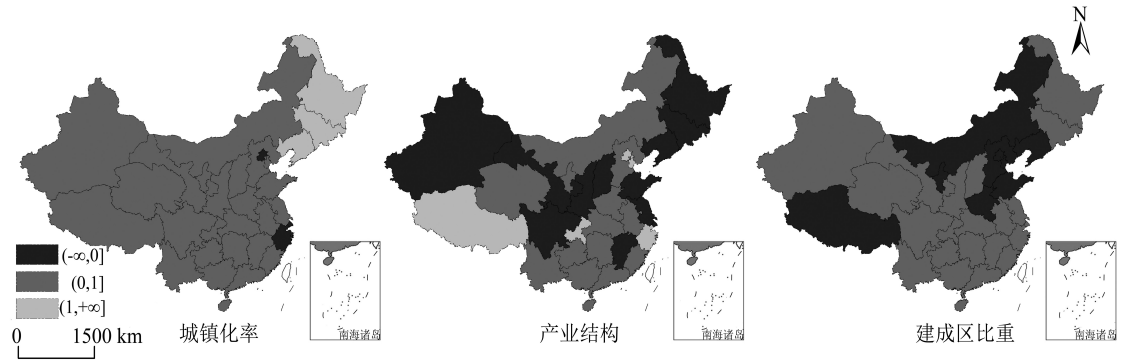 N
(-∞,0]
(0,1]
(1,+∞]
0 1500 km
城镇化率
南海诸岛
产业结构
南海诸岛
建成区比重
南海诸岛